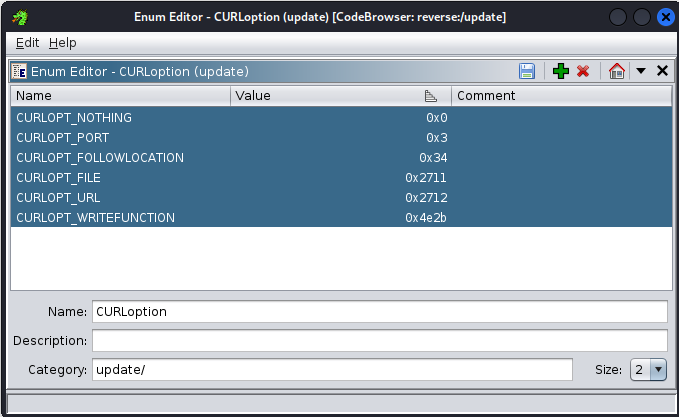 Enum Editor - CURLoption (update) [CodeBrowser: reverse:/update]
Edit Help
Enum Editor - CURLoption (update)
Name Value Comment
CURLOPT_NOTHING 0x0
CURLOPT_PORT 0x3
CURLOPT_FOLLOWLOCATION 0x34
CURLOPT_FILE 0x2711
CURLOPT_URL 0x2712
CURLOPT_WRITEFUNCTION 0x4e2b
Name: CURLoption
Description:
Category: update/ Size: 2